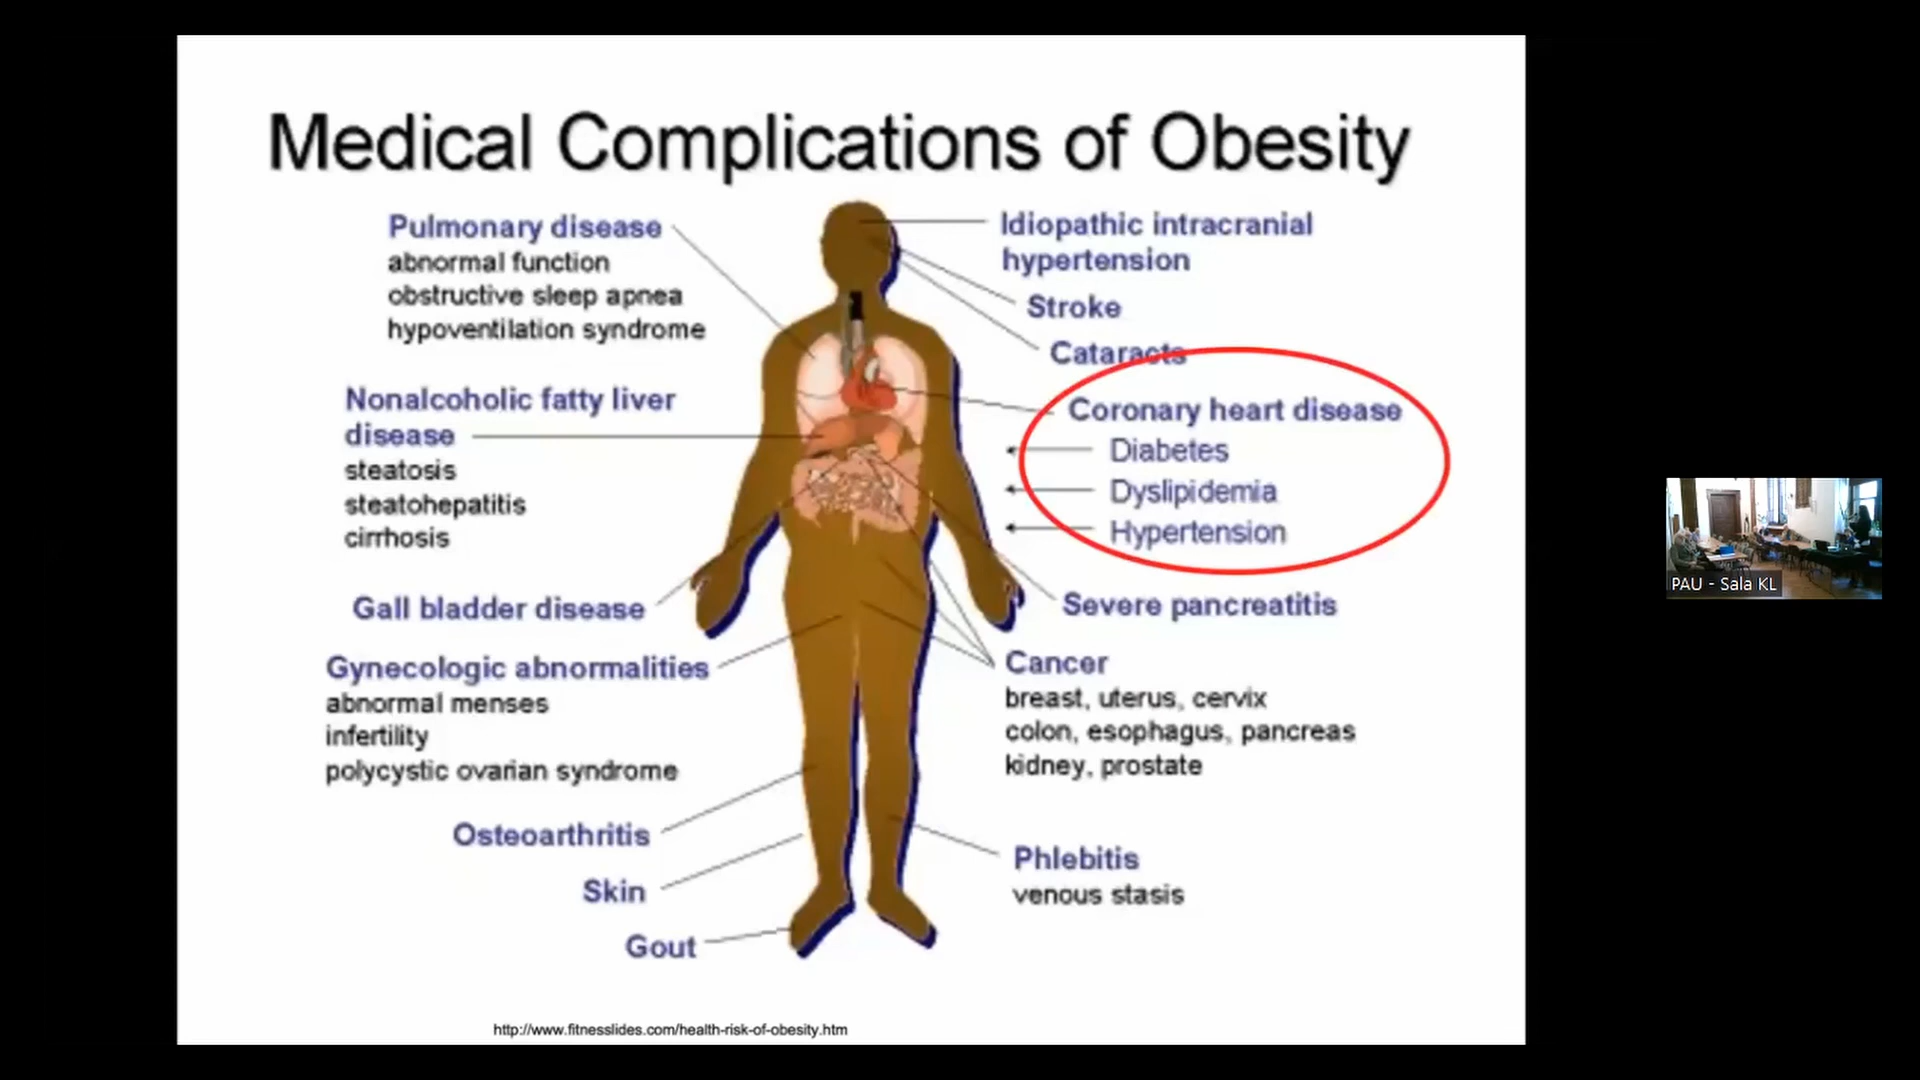 Medical Complications of Obesity
Pulmonary disease
abnormal function
obstructive sleep apnea
hypoventilation syndrome
Nonalcoholic fatty liver
disease
steatosis
steatohepatitis
cirrhosis
Gall bladder disease
Gynecologic abnormalities
abnormal menses
infertility
polycystic ovarian syndrome
Osteoarthritis
Skin
Gout
Idiopathic intracranial
hypertension
Stroke
Cataracts
Coronary heart disease
Diabetes
Dyslipidemia
Hypertension
Severe pancreatitis
Cancer
breast, uterus, cervix
colon, esophagus, pancreas
kidney, prostate
Phlebitis
venous stasis
http://www.fitnesslides.com/health-risk-of-obesity.htm
PAU - Sala KL